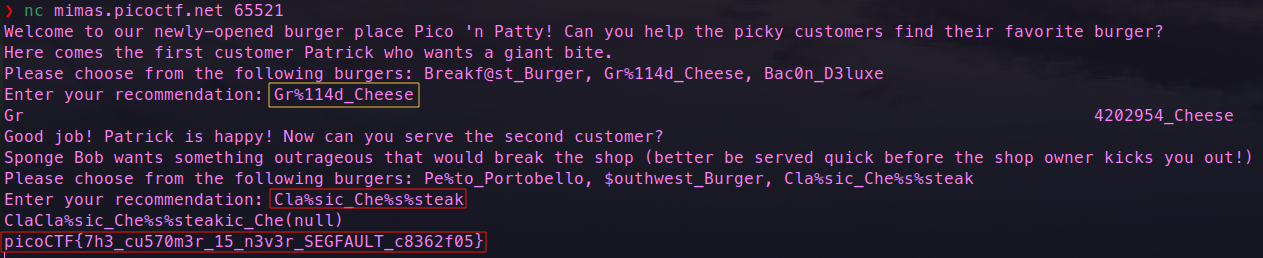 ❯ nc mimas.picoctf.net 65521
Welcome to our newly-opened burger place Pico 'n Patty! Can you help the picky customers find their favorite burger?
Here comes the first customer Patrick who wants a giant bite.
Please choose from the following burgers: Breakf@st_Burger, Gr%114d_Cheese, Bac0n_D3luxe
Enter your recommendation: Gr%114d_Cheese
Gr                                                                                                           4202954_Cheese
Good job! Patrick is happy! Now can you serve the second customer?
Sponge Bob wants something outrageous that would break the shop (better be served quick before the shop owner kicks you out!)
Please choose from the following burgers: Pe%to_Portobello, $outhwest_Burger, Cla%sic_Che%s%steak
Enter your recommendation: Cla%sic_Che%s%steak
ClaCla%sic_Che%s%steakic_Che(null)
picoCTF{7h3_cu570m3r_15_n3v3r_SEGFAULT_c8362f05}